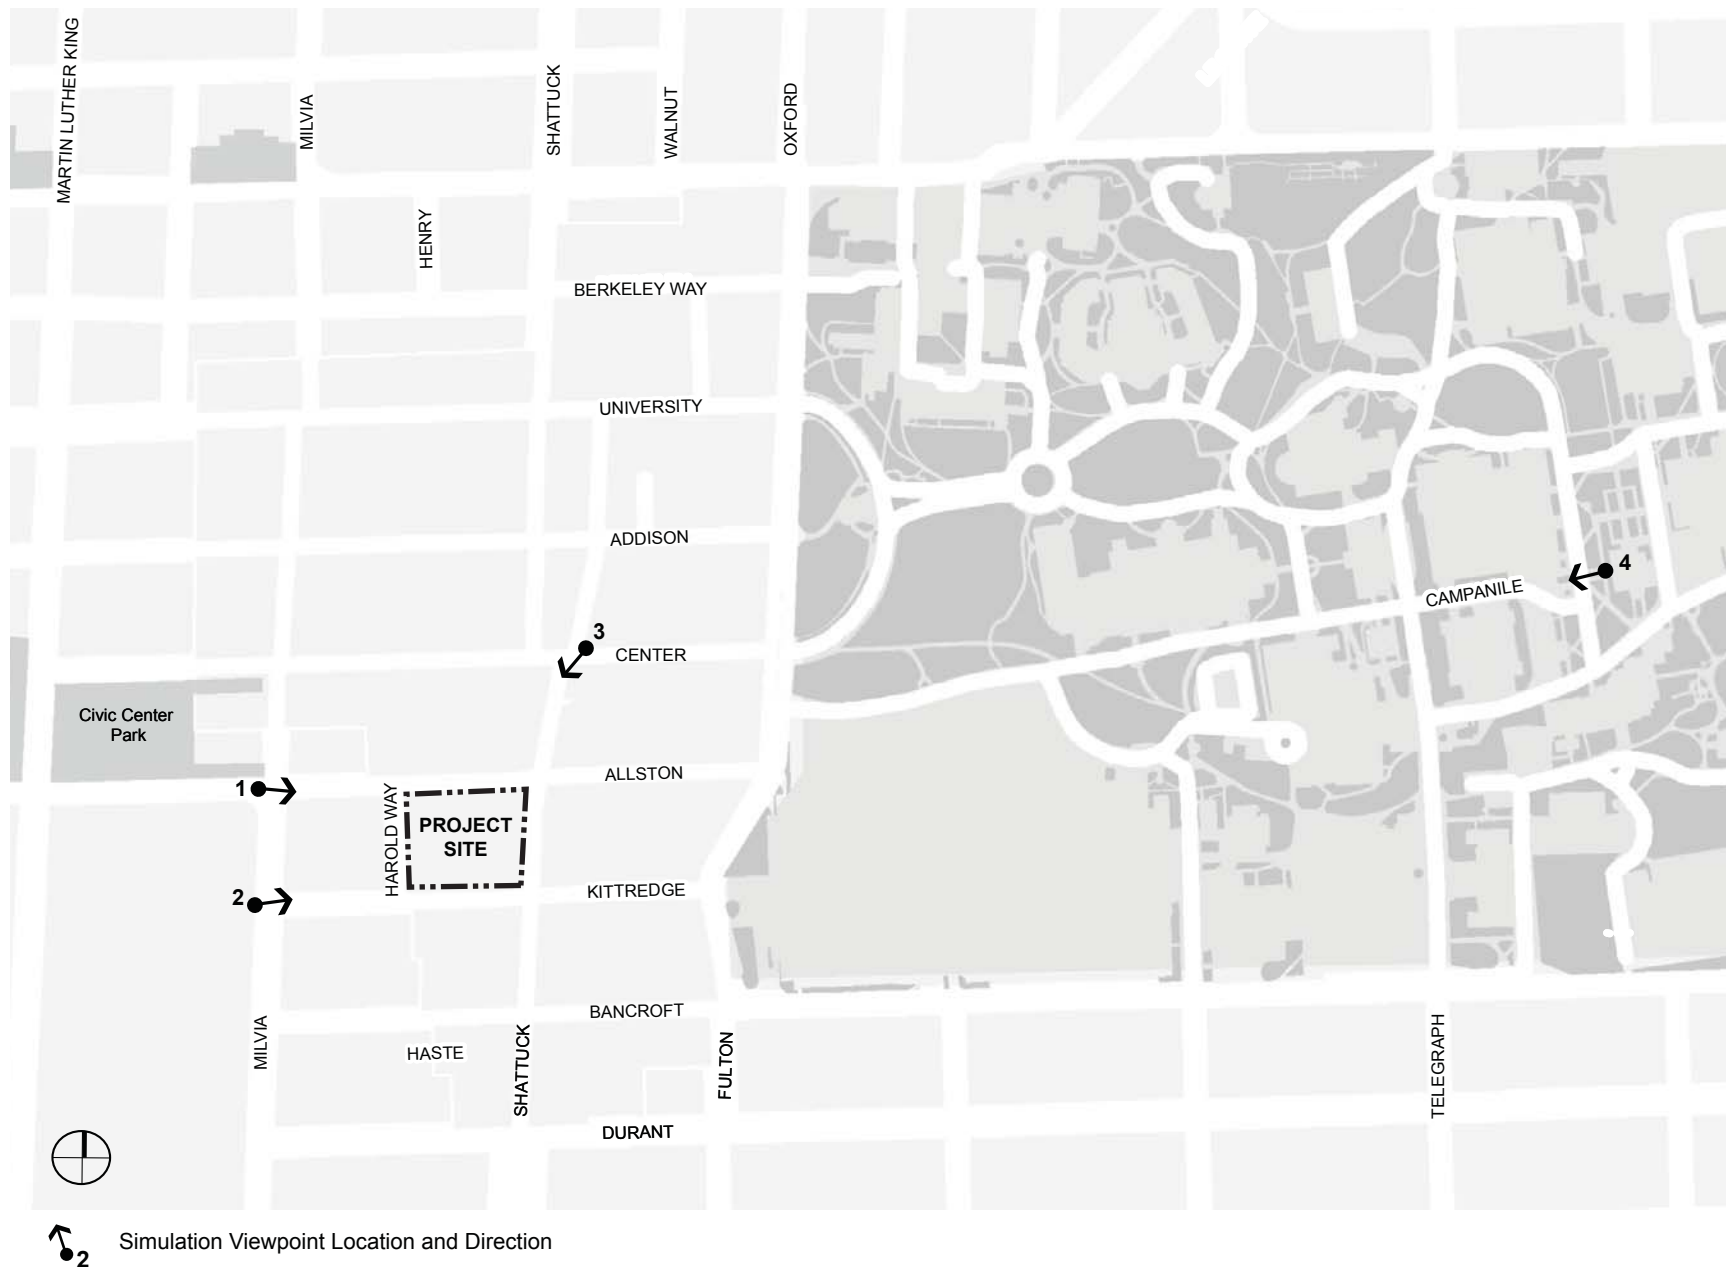 MARTIN LUTHER KING
MILVIA
SHATTUCK
WALNUT
OXFORD
HENRY
BERKELEY WAY
UNIVERSITY
ADDISON
4
CAMPANILE
3
CENTER
Civic Center
Park
ALLSTON
1
HAROLD WAY
PROJECT
SITE
2
KITTREDGE
BANCROFT
MILVIA
HASTE
SHATTUCK
FULTON
TELEGRAPH
DURANT
2
Simulation Viewpoint Location and Direction